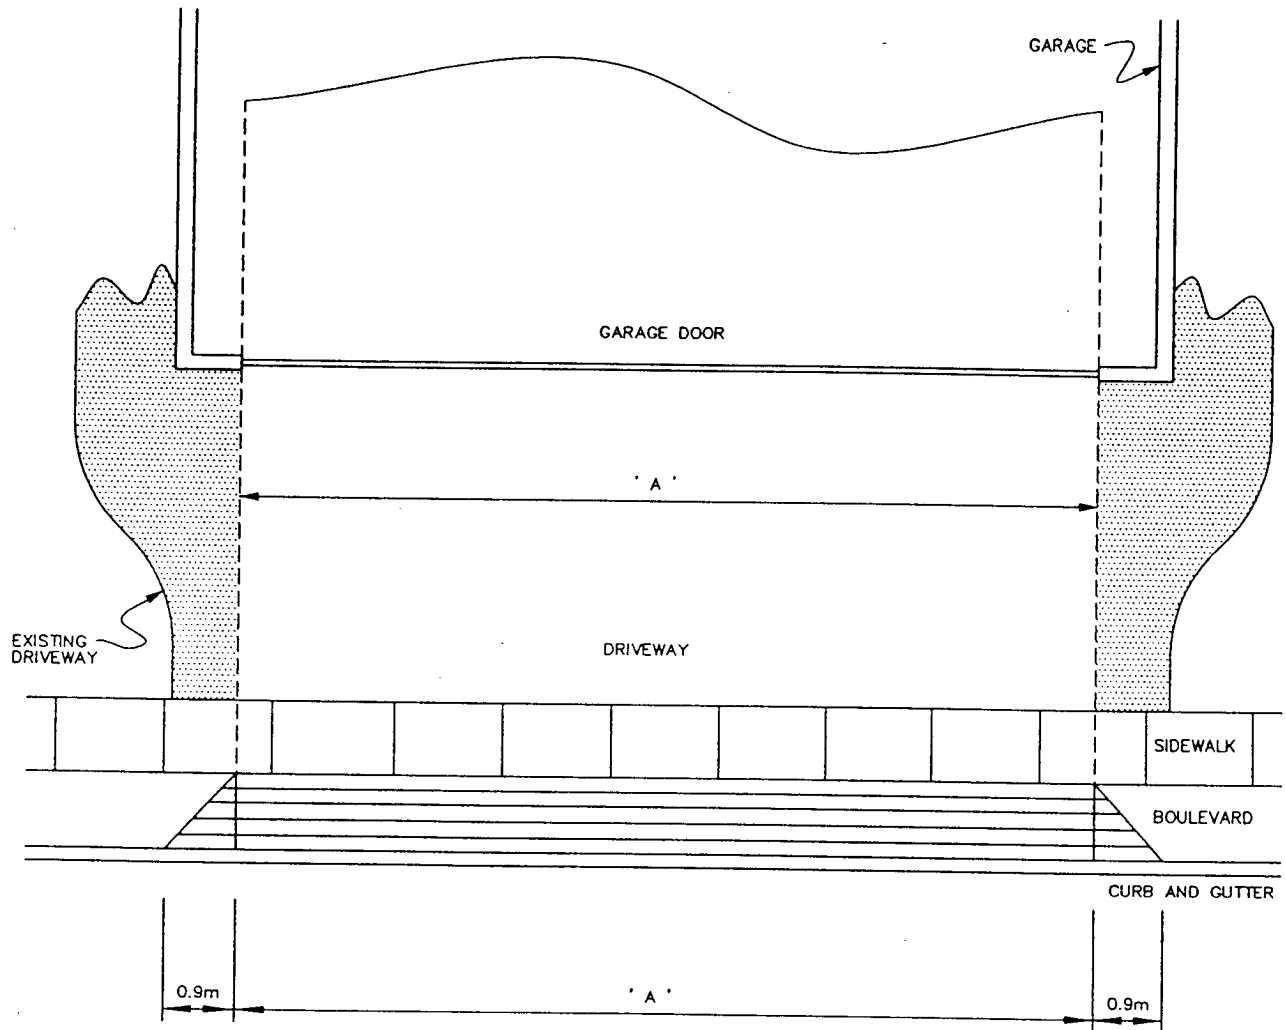 GARAGE
GARAGE DOOR
' A '
EXISTING
DRIVEWAY
DRIVEWAY
SIDEWALK
BOULEVARD
CURB AND GUTTER
0.9m
' A '
0.9m